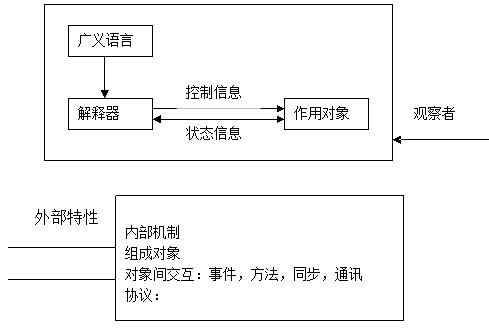 广义语言
控制信息
解释器
作用对象
观察者
状态信息
外部特性
内部机制
组成对象
对象间交互：事件，方法，同步，通讯
协议：